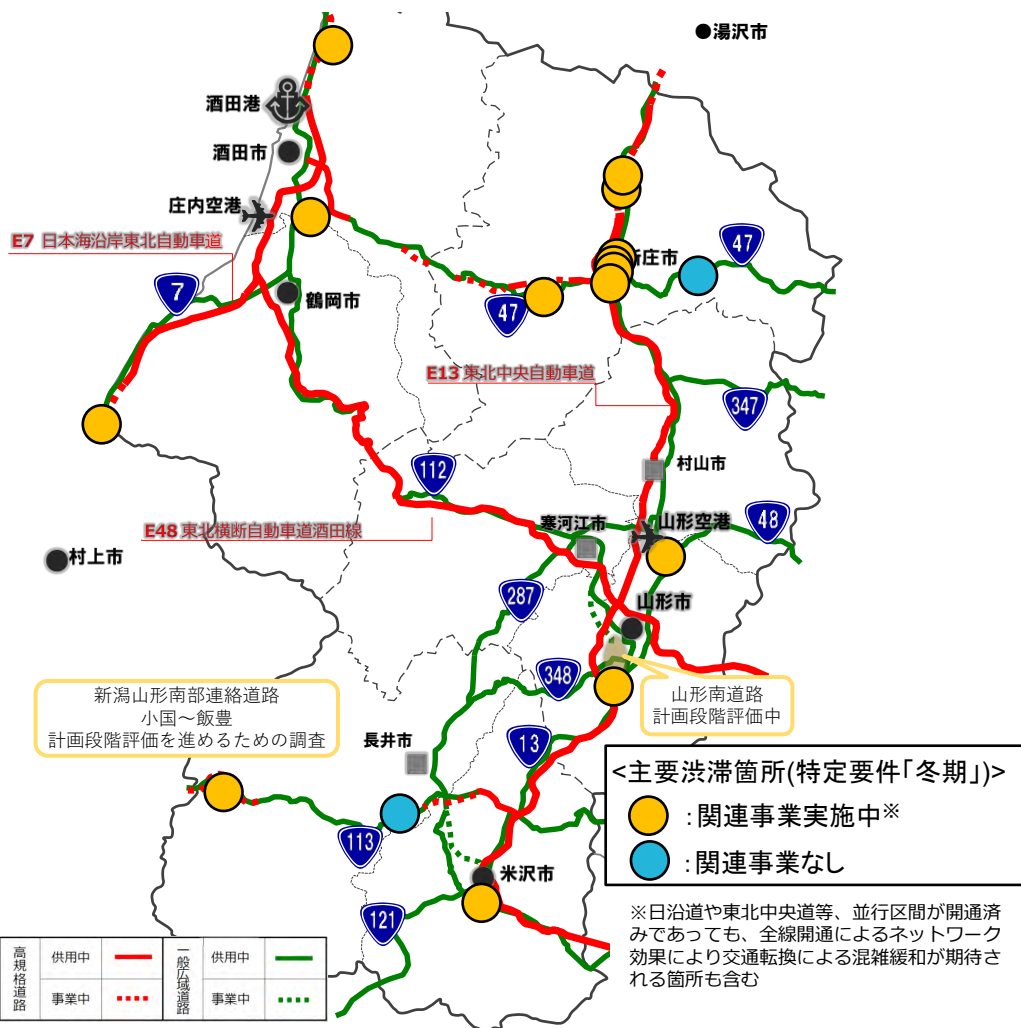 湯沢市
酒田港
酒田市
庄内空港
E7 日本海沿岸東北自動車道
7
鶴岡市
47
新庄市
47
E13 東北中央自動車道
347
112
村山市
E48 東北横断自動車道酒田線
寒河江市
山形空港
48
村上市
287
山形市
348
新潟山形南部連絡道路
小国～飯豊
計画段階評価を進めるための調査
山形南道路
計画段階評価中
13
長井市
113
米沢市
121
<主要渋滞箇所(特定要件「冬期」)>
：関連事業実施中※
：関連事業なし
※日沿道や東北中央道等、並行区間が開通済
みであっても、全線開通によるネットワーク
効果により交通転換による混雑緩和が期待さ
れる箇所も含む
高規格道路
供用中
事業中
一般広域道路
供用中
事業中